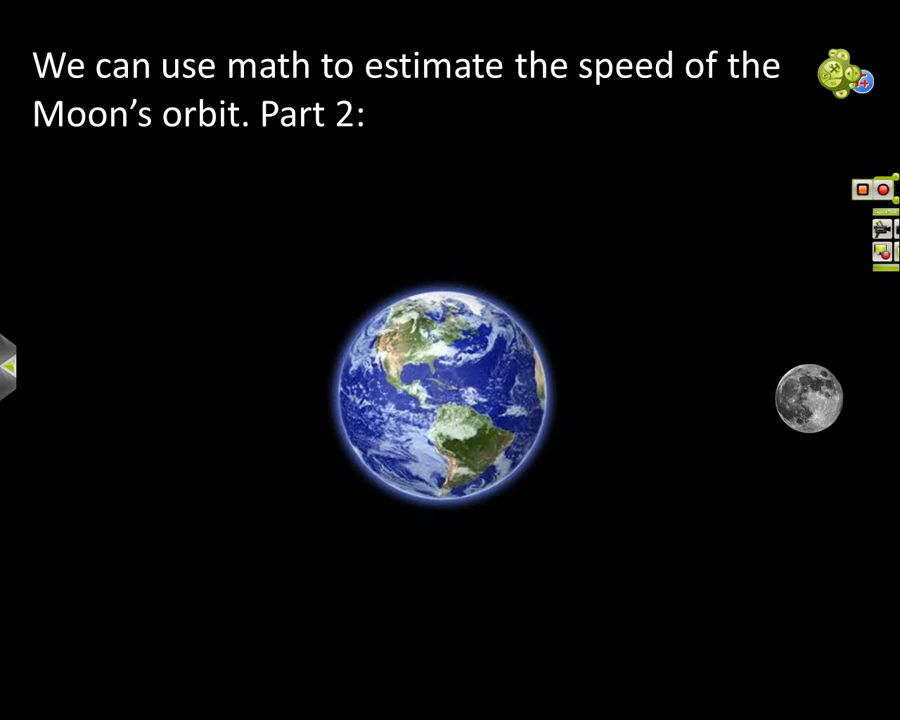 We can use math to estimate the speed of the
Moon’s orbit. Part 2: